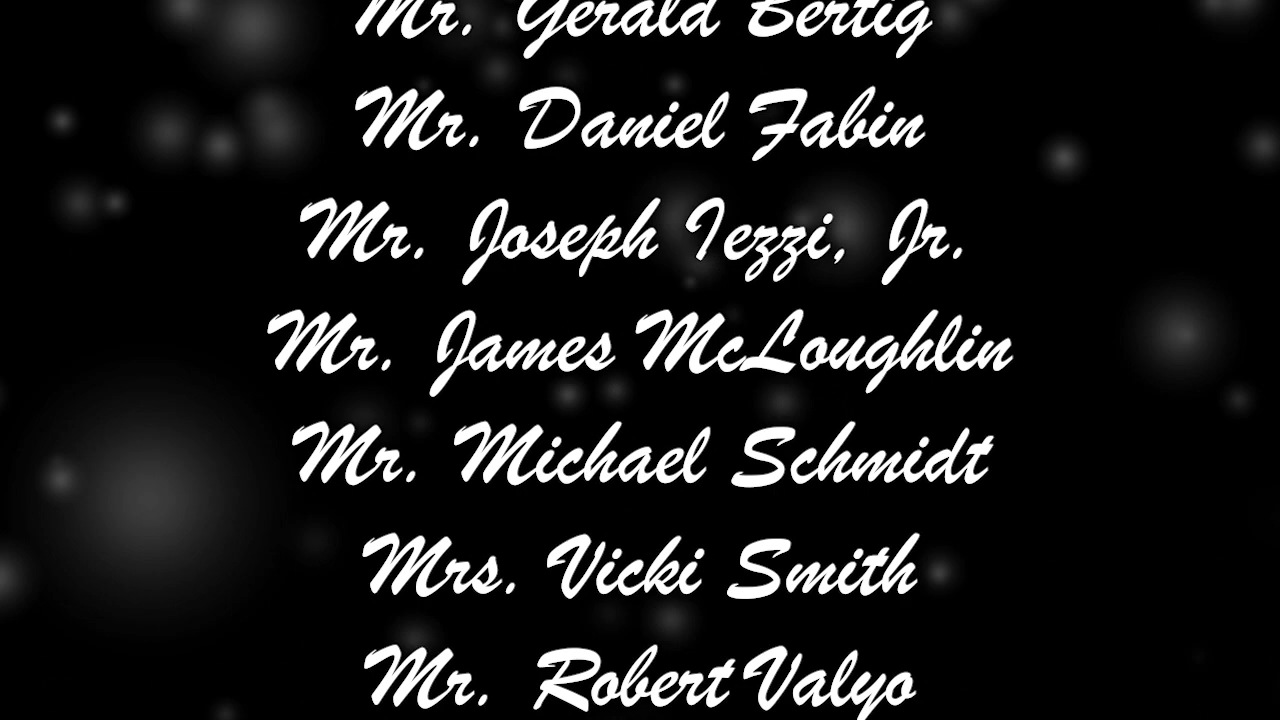 Mr. Gerald Bertig
Mr. Daniel Fabin
Mr. Joseph Iezzi, Jr.
Mr. James McLoughlin
Mr. Michael Schmidt
Mrs. Vicki Smith
Mr. Robert Valyo